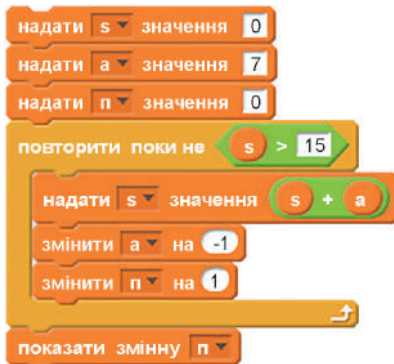 надати s значення 0
надати a значення 7
надати п значення 0
повторити поки не s > 15
надати s значення s + a
змінити a на -1
змінити п на 1
показати змінну п